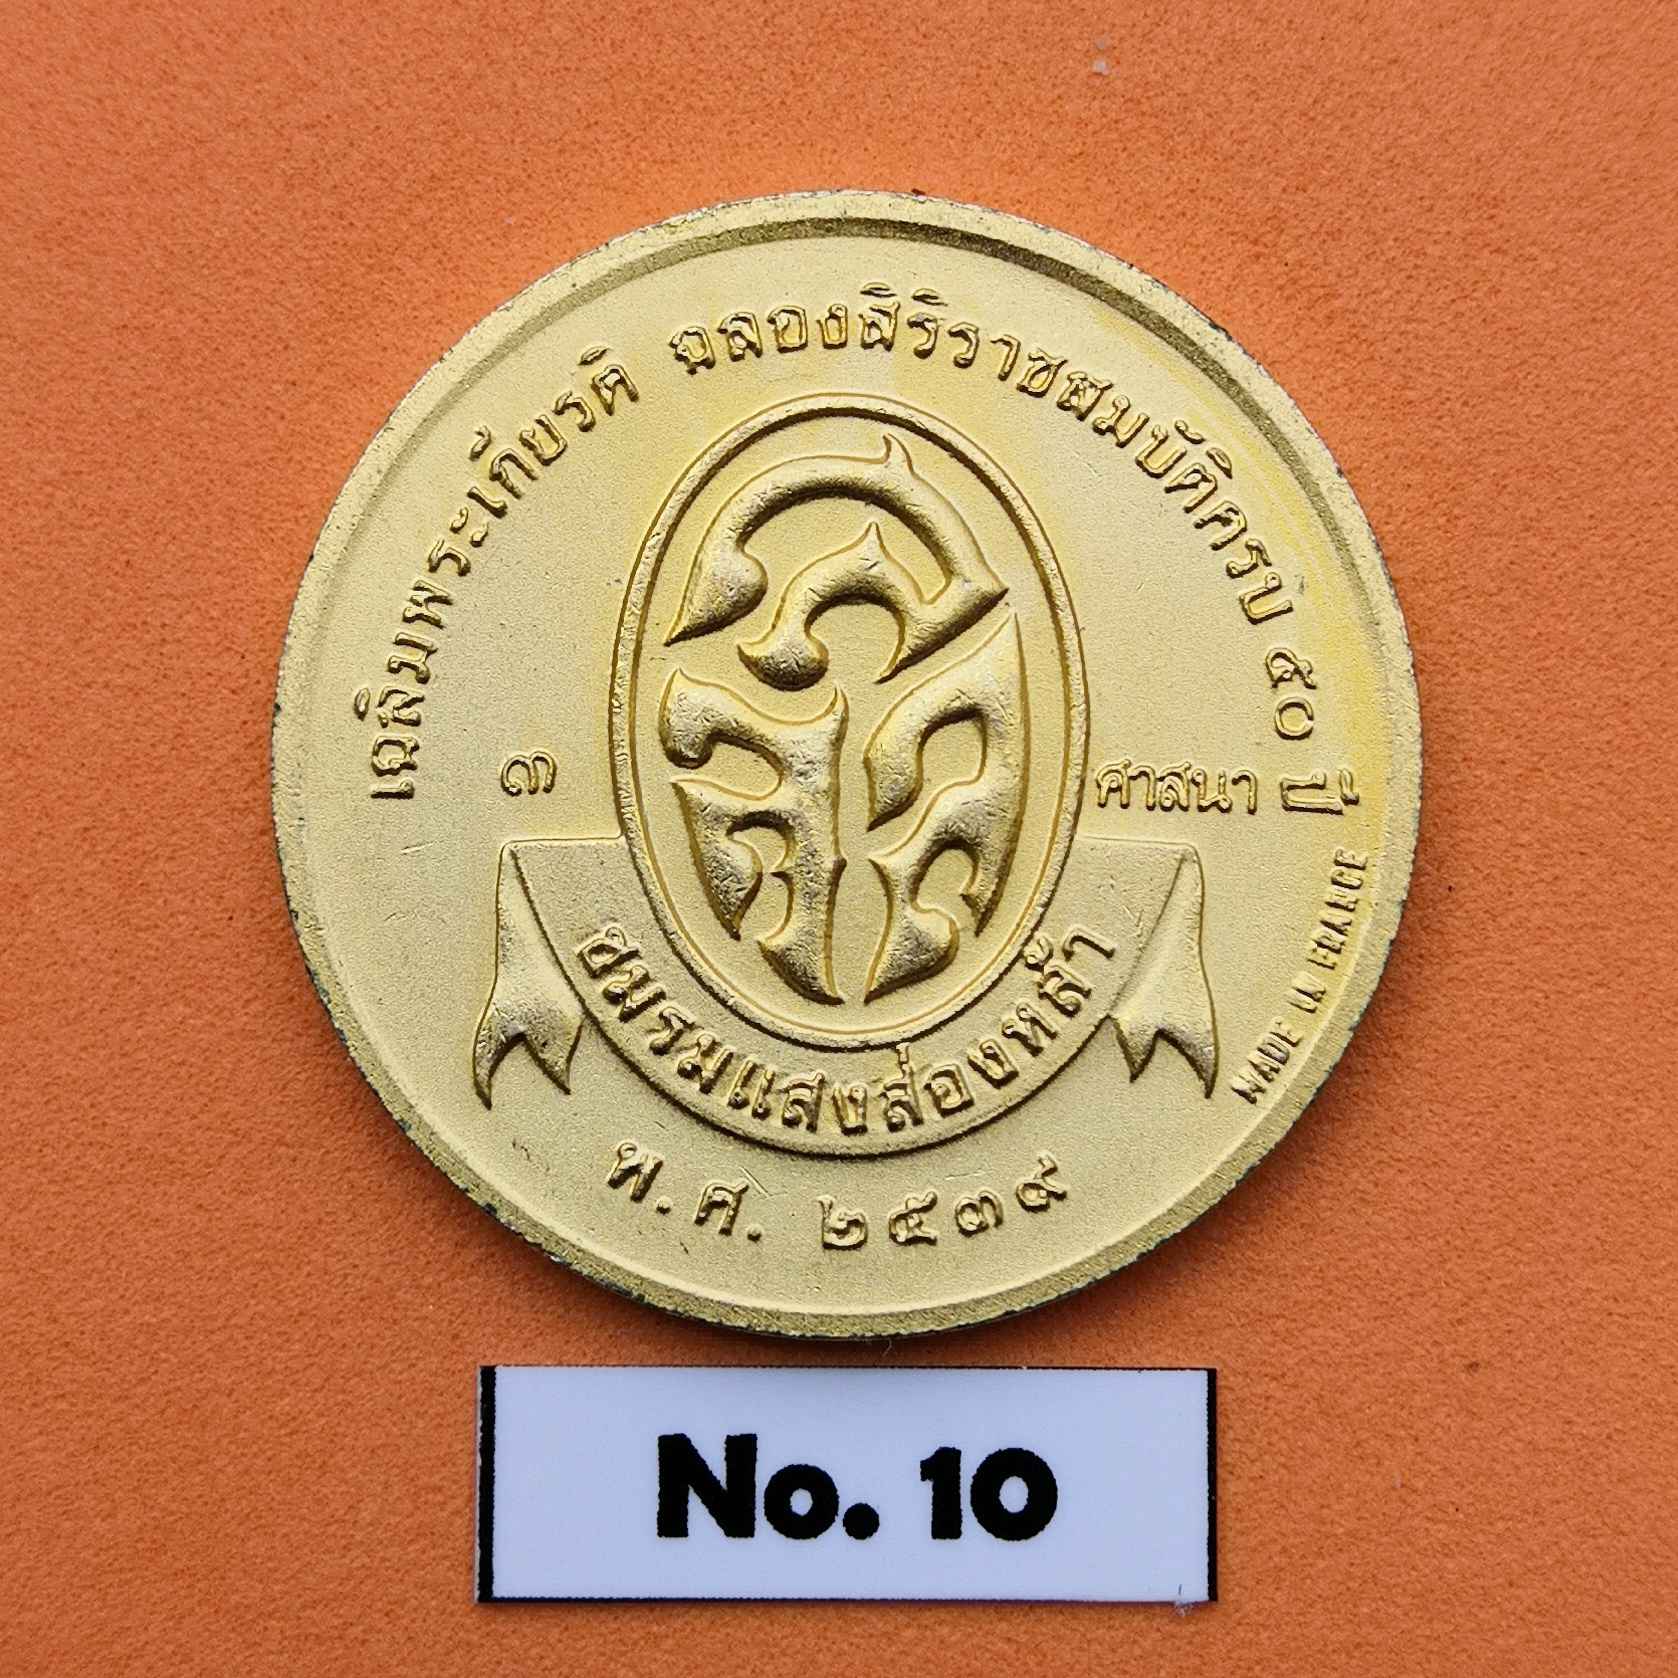 เฉลิมพระเกียรติ ฉลองสิริราชสมบัติครบ ๕๐ ปี
๓ ศาสนา
MADE IN FRANCE
ชมรมแสงส่องหล้า
พ.ศ. ๒๕๓๙
No. 10